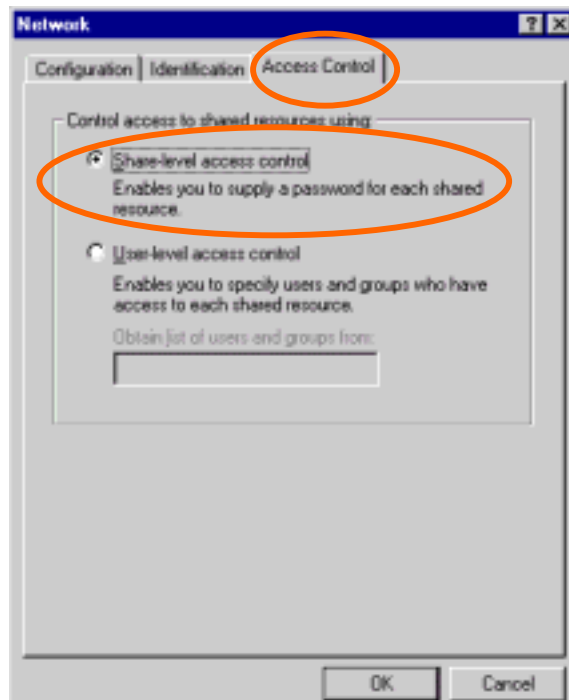 Network
Configuration Identification Access Control
Control access to shared resources using:
Share-level access control
Enables you to supply a password for each shared
resource.
User-level access control
Enables you to specify users and groups who have
access to each shared resource.
Obtain list of users and groups from:
OK Cancel